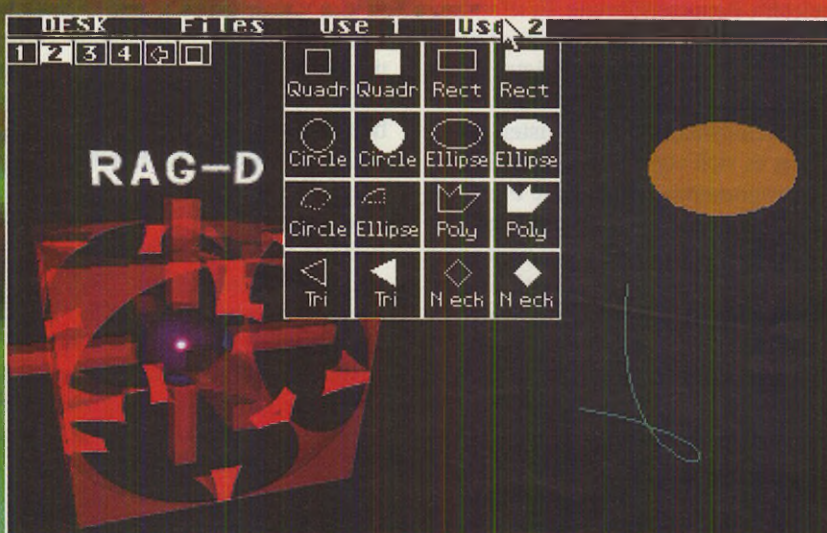 DESK Files Use 1 Use 2
1 2 3 4
Quadr Quadr Rect Rect
Circle Circle Ellipse Ellipse
RAG-D
Circle Ellipse Poly Poly
Tri Tri N eck N eck